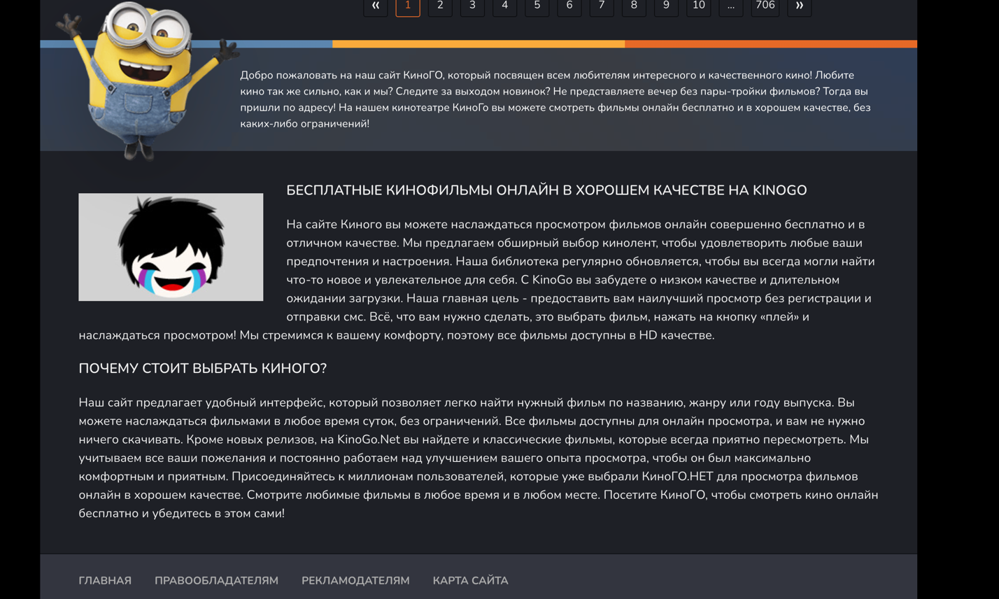 « 1 2 3 4 5 6 7 8 9 10 ... 706 »
Добро пожаловать на наш сайт КиноГО, который посвящен всем любителям интересного и качественного кино! Любите
кино так же сильно, как и мы? Следите за выходом новинок? Не представляете вечер без пары-тройки фильмов? Тогда вы
пришли по адресу! На нашем кинотеатре КиноГо вы можете смотреть фильмы онлайн бесплатно и в хорошем качестве, без
каких-либо ограничений!
БЕСПЛАТНЫЕ КИНОФИЛЬМЫ ОНЛАЙН В ХОРОШЕМ КАЧЕСТВЕ НА KINOGO
На сайте Киного вы можете наслаждаться просмотром фильмов онлайн совершенно бесплатно и в
отличном качестве. Мы предлагаем обширный выбор кинолент, чтобы удовлетворить любые ваши
предпочтения и настроения. Наша библиотека регулярно обновляется, чтобы вы всегда могли найти
что-то новое и увлекательное для себя. С KinoGo вы забудете о низком качестве и длительном
ожидании загрузки. Наша главная цель - предоставить вам наилучший просмотр без регистрации и
отправки смс. Всё, что вам нужно сделать, это выбрать фильм, нажать на кнопку «плей» и
наслаждаться просмотром! Мы стремимся к вашему комфорту, поэтому все фильмы доступны в HD качестве.
ПОЧЕМУ СТОИТ ВЫБРАТЬ КИНОГО?
Наш сайт предлагает удобный интерфейс, который позволяет легко найти нужный фильм по названию, жанру или году выпуска. Вы
можете наслаждаться фильмами в любое время суток, без ограничений. Все фильмы доступны для онлайн просмотра, и вам не нужно
ничего скачивать. Кроме новых релизов, на KinoGo.Net вы найдете и классические фильмы, которые всегда приятно пересмотреть. Мы
учитываем все ваши пожелания и постоянно работаем над улучшением вашего опыта просмотра, чтобы он был максимально
комфортным и приятным. Присоединяйтесь к миллионам пользователей, которые уже выбрали КиноГО.НЕТ для просмотра фильмов
онлайн в хорошем качестве. Смотрите любимые фильмы в любое время и в любом месте. Посетите КиноГО, чтобы смотреть кино онлайн
бесплатно и убедитесь в этом сами!
ГЛАВНАЯ ПРАВООБЛАДАТЕЛЯМ РЕКЛАМОДАТЕЛЯМ КАРТА САЙТА